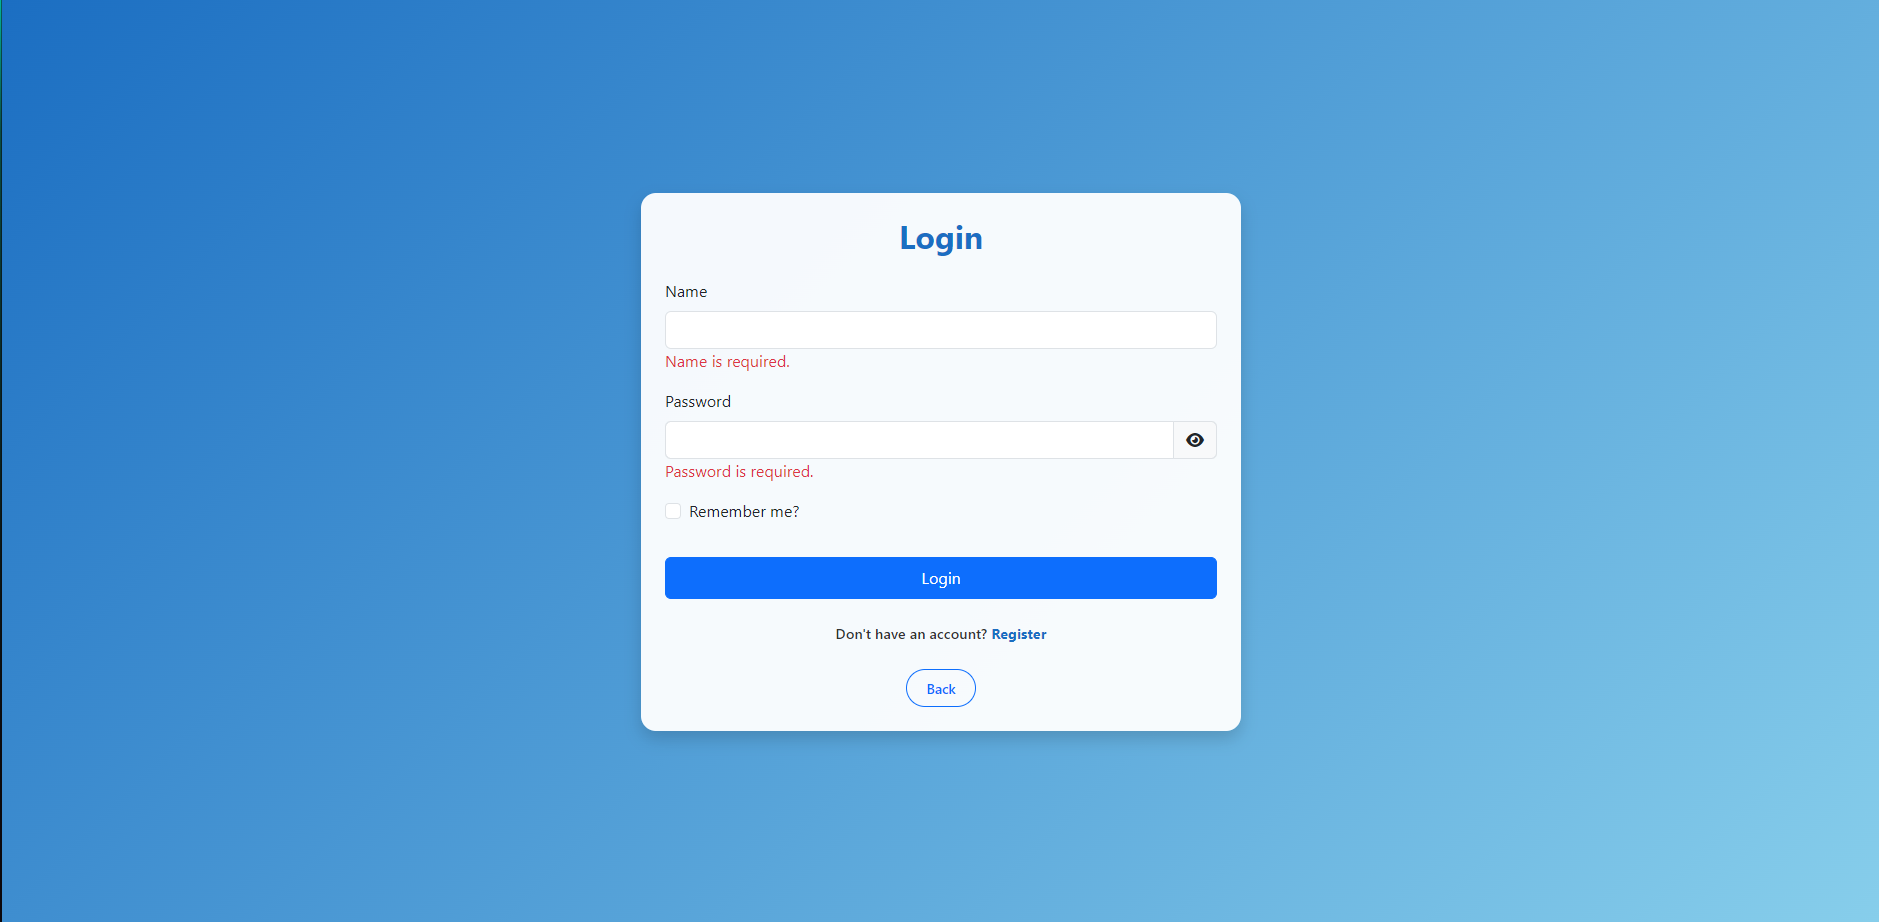 Login
Name
Name is required.
Password
Password is required.
Remember me?
Login
Don't have an account? Register
Back